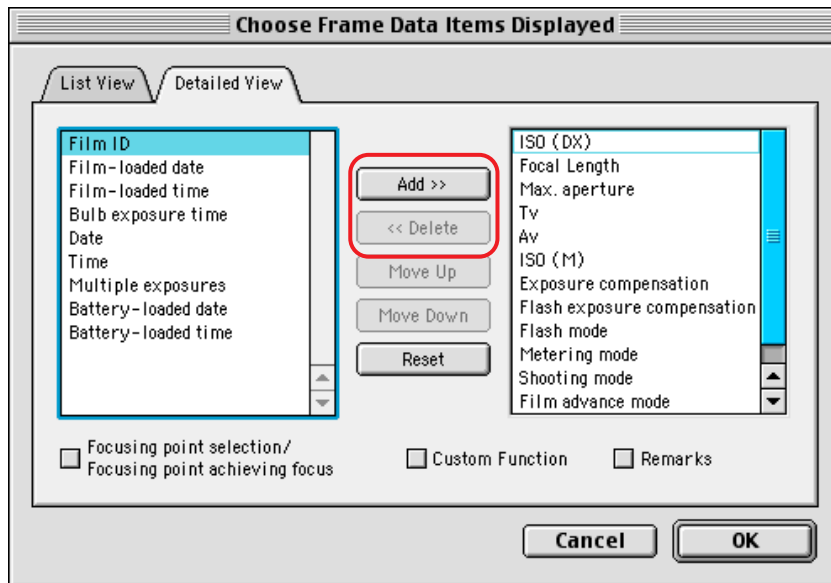 Choose Frame Data Items Displayed
List View
Detailed View
Film ID
Film-loaded date
Film-loaded time
Bulb exposure time
Date
Time
Multiple exposures
Battery-loaded date
Battery-loaded time
Add >>
<< Delete
Move Up
Move Down
Reset
ISO (DX)
Focal Length
Max. aperture
Tv
Av
ISO (M)
Exposure compensation
Flash exposure compensation
Flash mode
Metering mode
Shooting mode
Film advance mode
Focusing point selection/
Focusing point achieving focus
Custom Function
Remarks
Cancel
OK